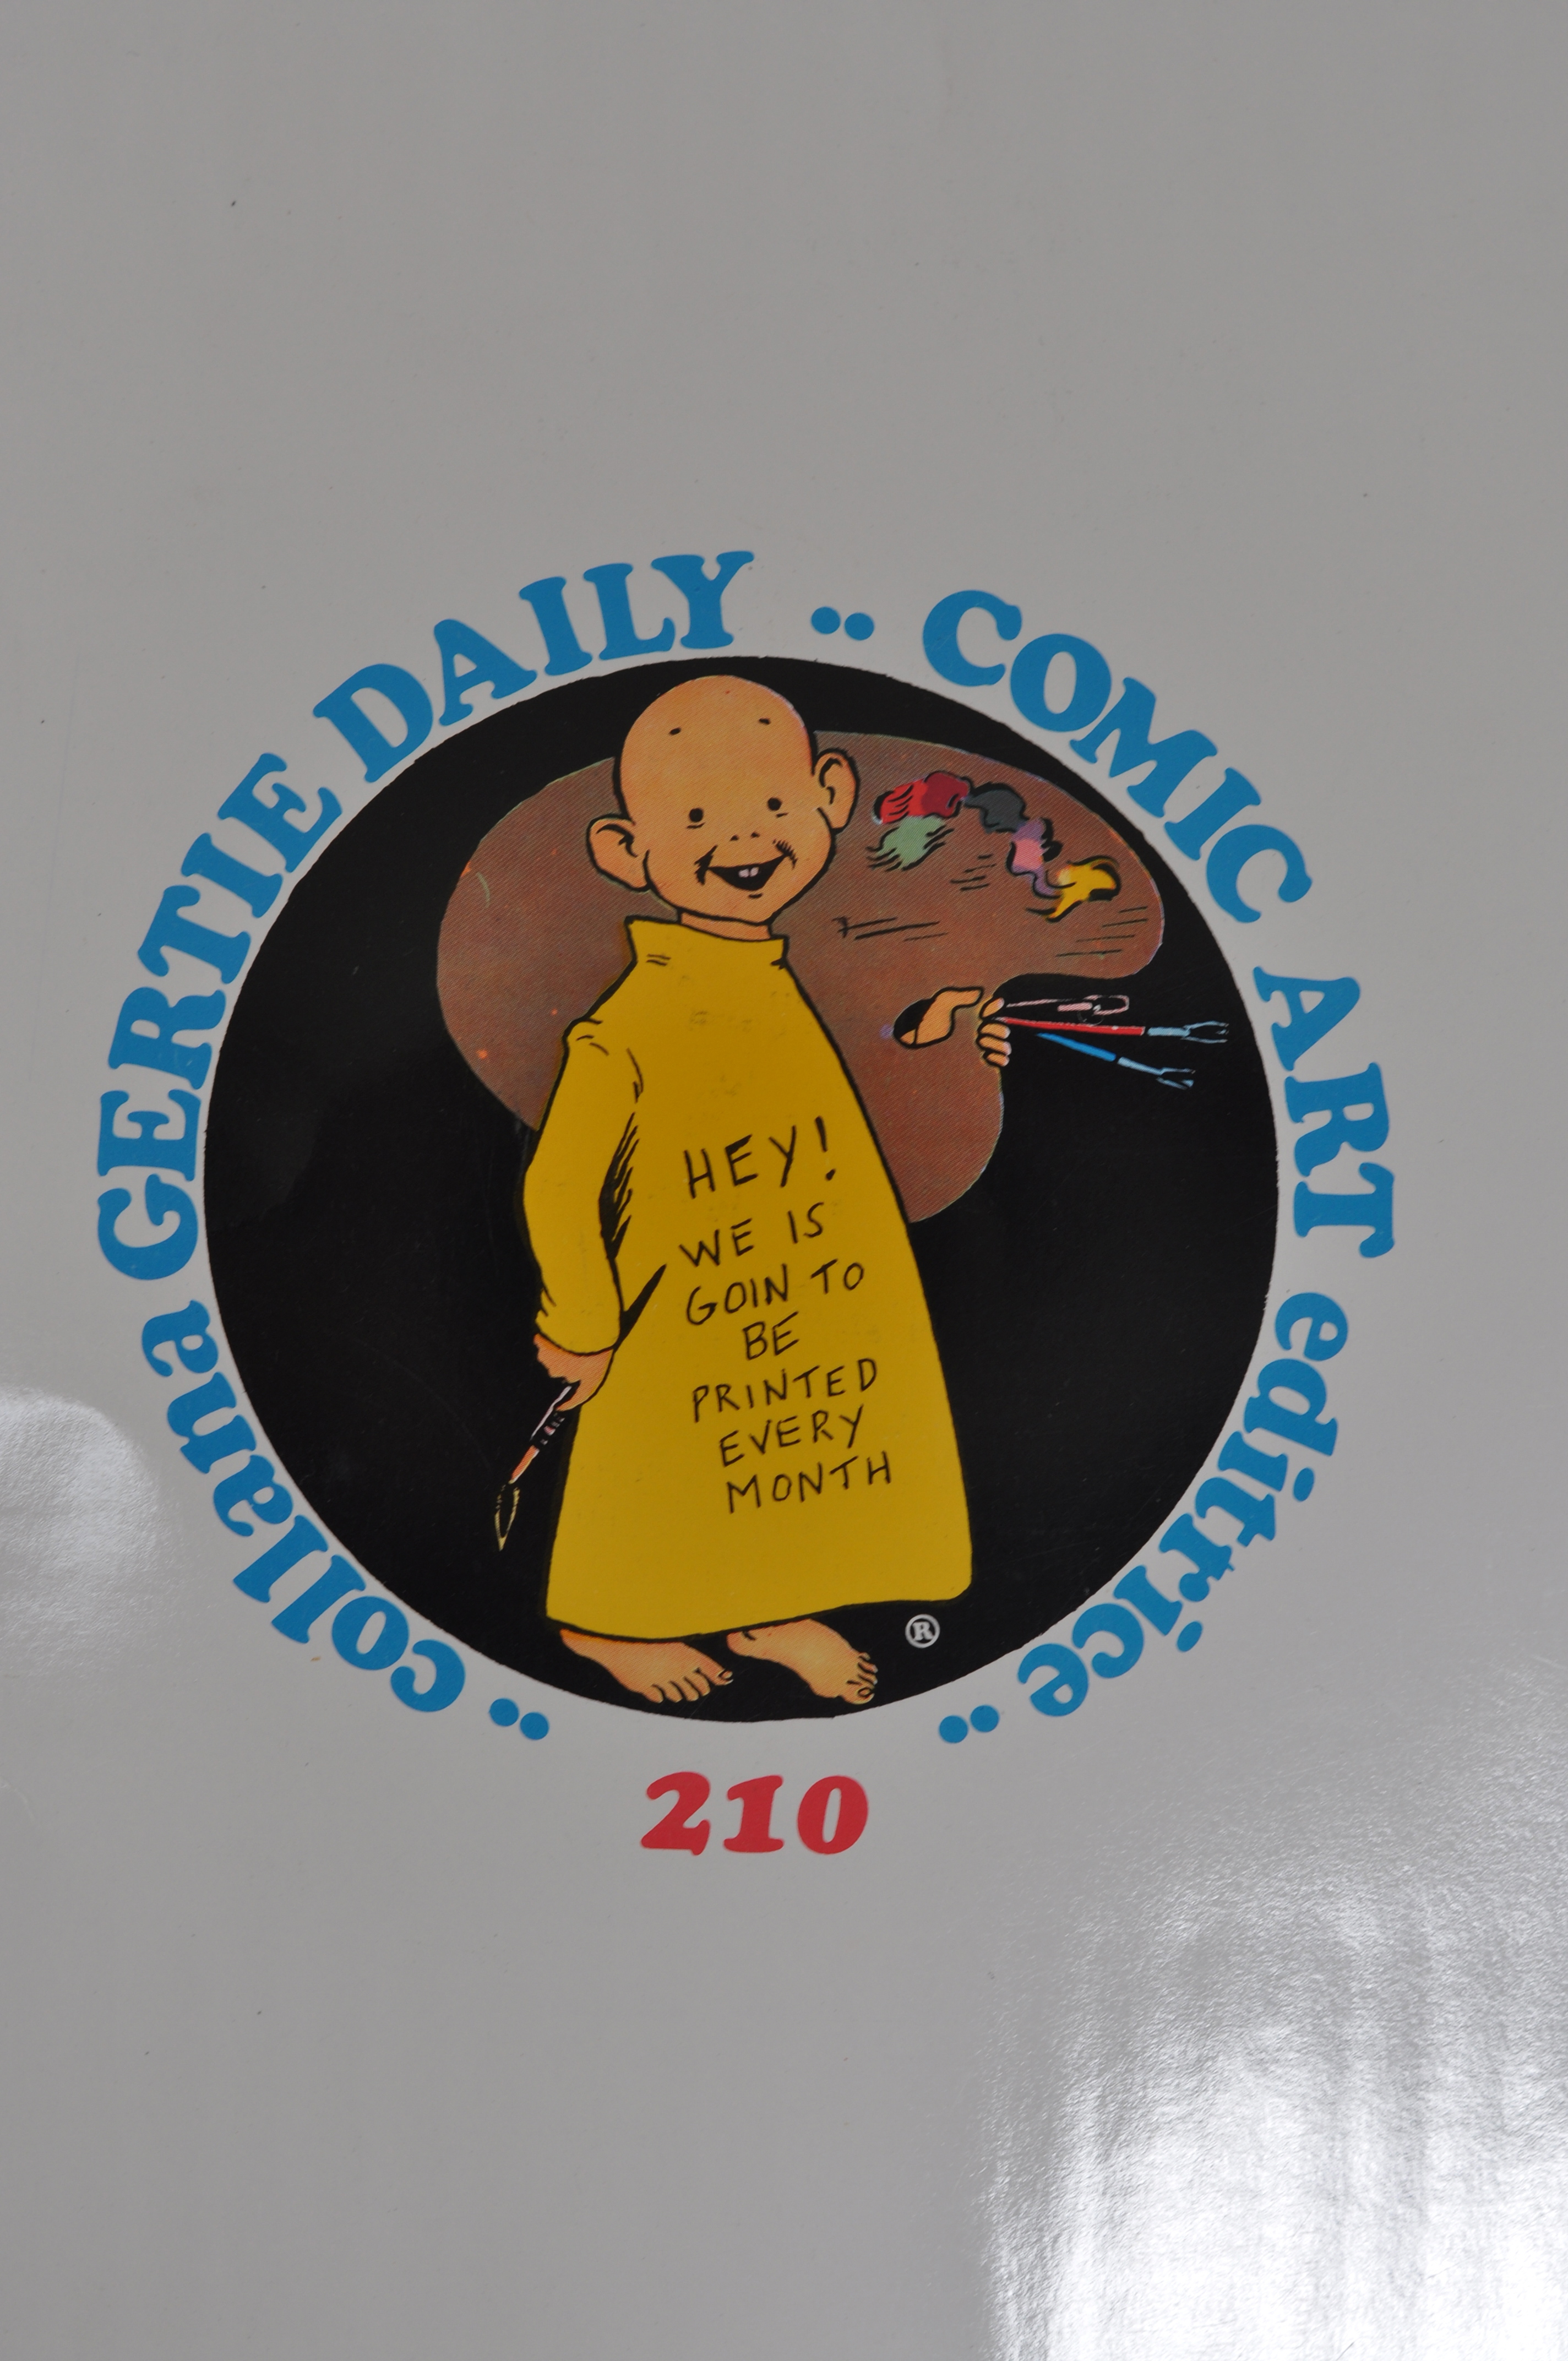 .. collana GERTIE DAILY .. COMIC ART editrice ..
HEY!
WE IS
GOIN TO
BE
PRINTED
EVERY
MONTH
®
210